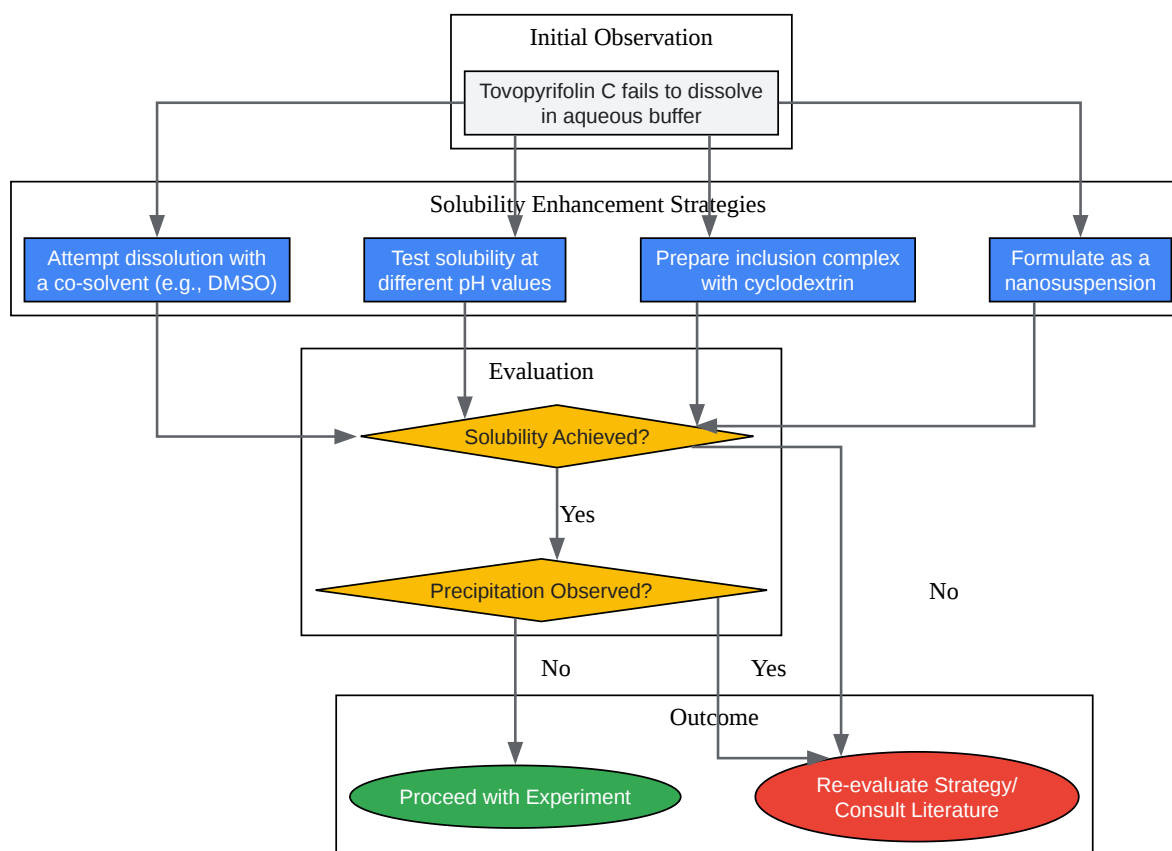 Initial Observation
Tovopyrifolin C fails to dissolve
in aqueous buffer
Solubility Enhancement Strategies
Attempt dissolution with
a co-solvent (e.g., DMSO)
Test solubility at
different pH values
Prepare inclusion complex
with cyclodextrin
Formulate as a
nanosuspension
Evaluation
Solubility Achieved?
Yes
Precipitation Observed?
No
No
Yes
Outcome
Proceed with Experiment
Re-evaluate Strategy/
Consult Literature